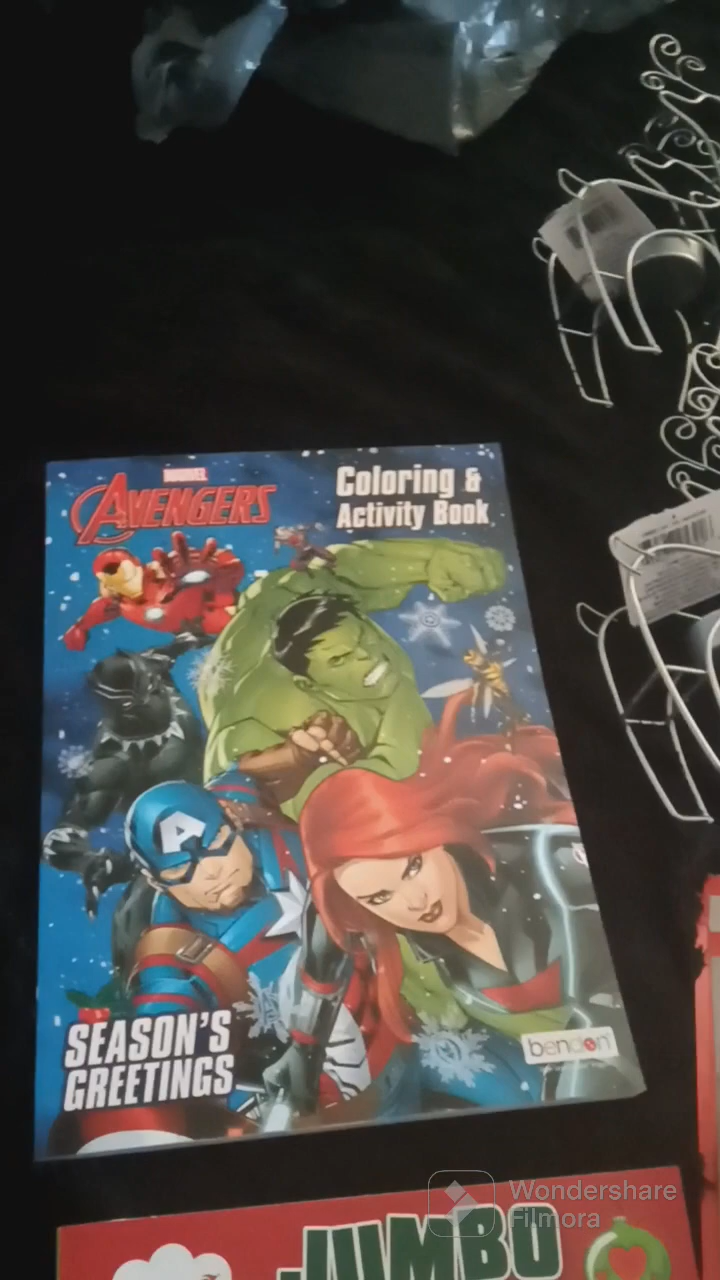 MARVEL
AVENGERS
Coloring &
Activity Book
A
SEASON'S
GREETINGS
bendon
JUMBO
Wondershare
Filmora